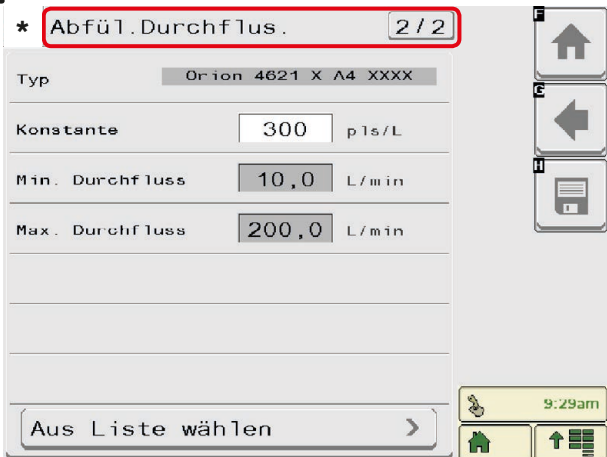 * Abfül.Durchflus. 2/2
Typ Orion 4621 X A4 XXXX
Konstante 300 pls/L
Min. Durchfluss 10,0 L/min
Max. Durchfluss 200,0 L/min
Aus Liste wählen >
F
G
H
9:29am